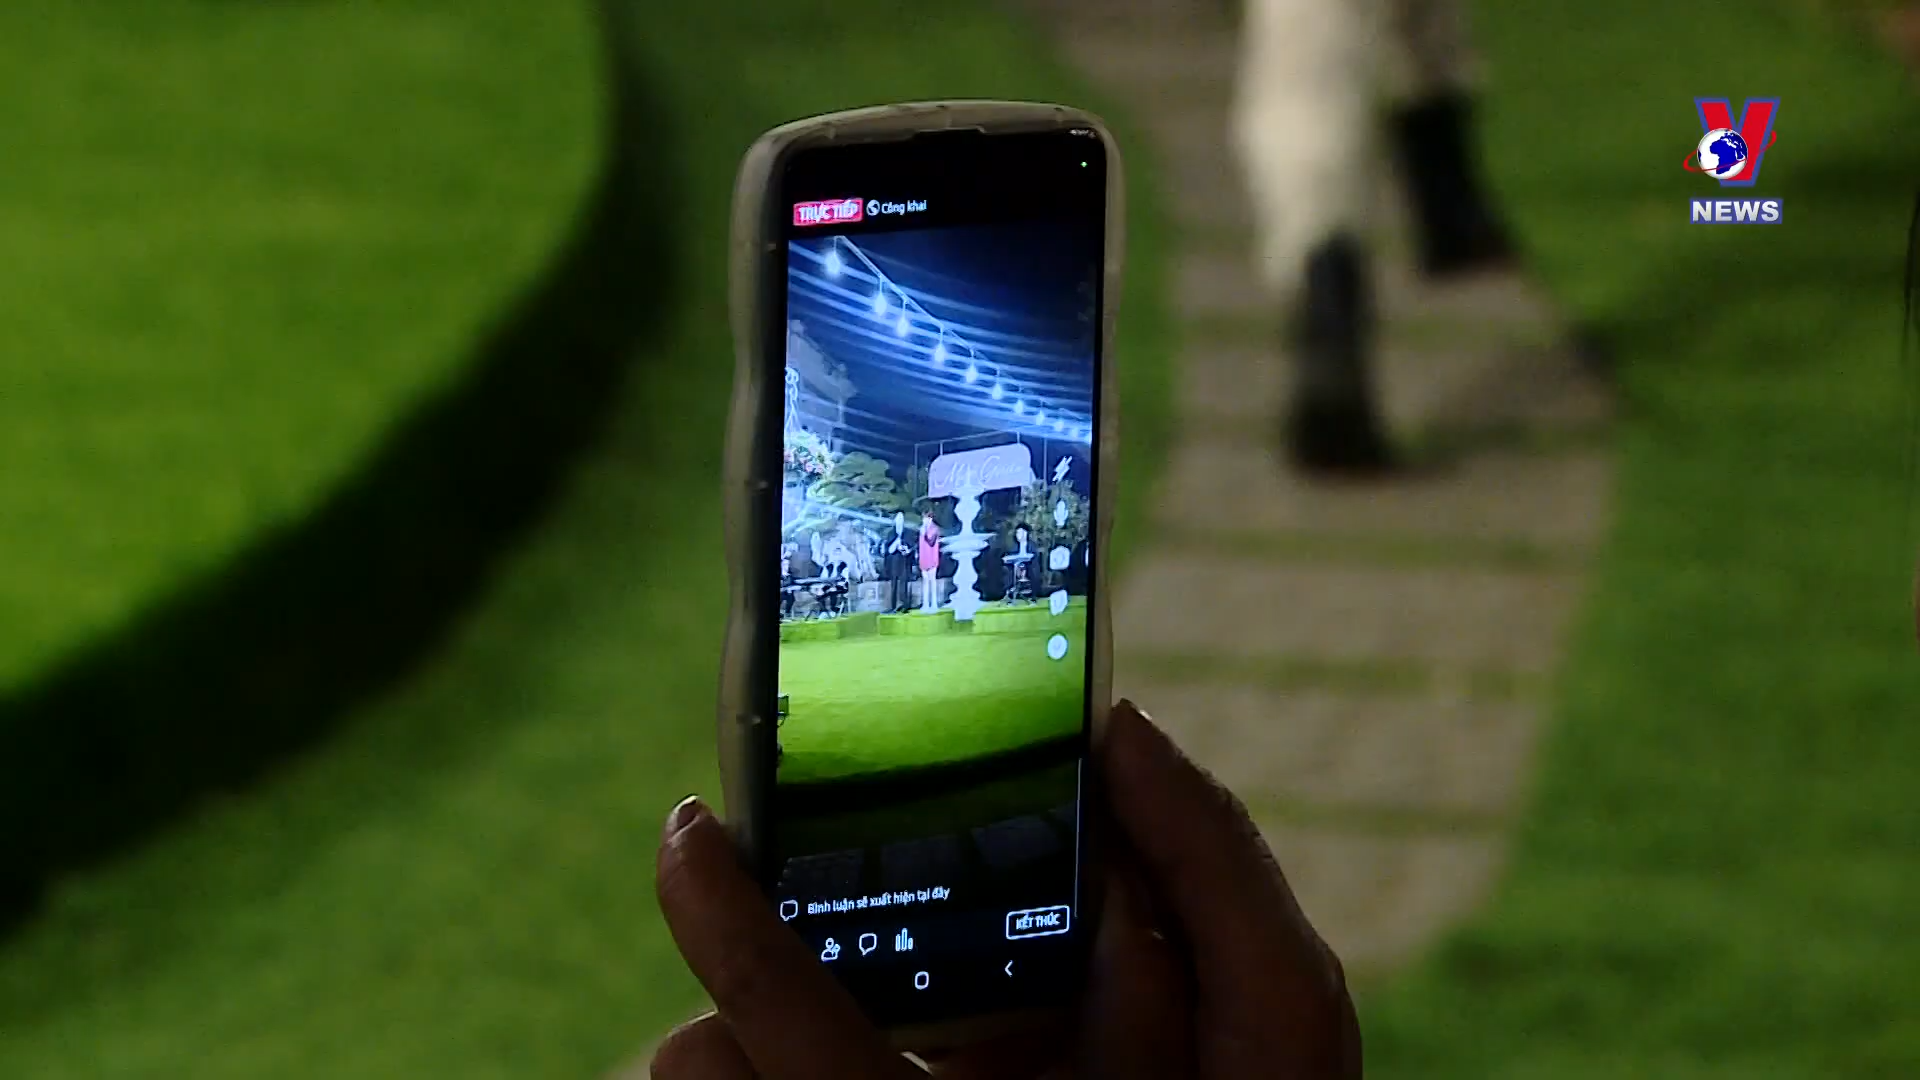 V
NEWS
TRỰC TIẾP Công khai
Bình luận sẽ xuất hiện tại đây
KẾT THÚC